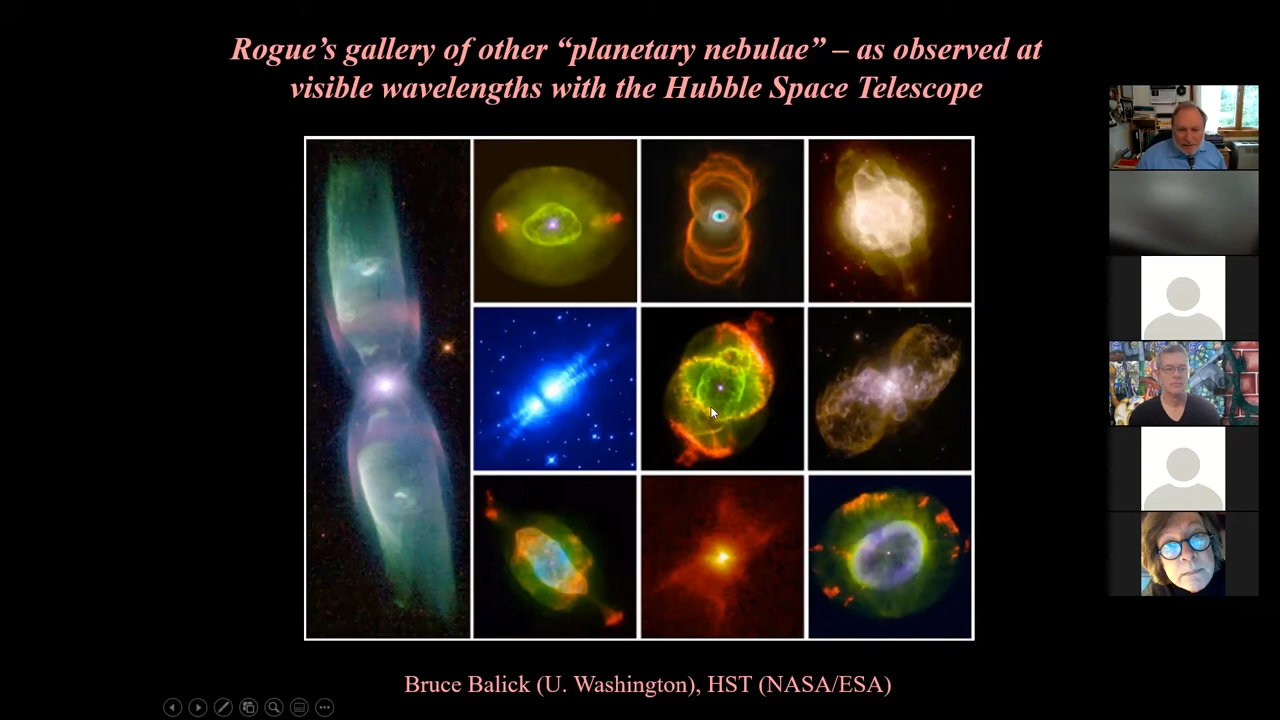 Rogue’s gallery of other “planetary nebulae” – as observed at
visible wavelengths with the Hubble Space Telescope
Bruce Balick (U. Washington), HST (NASA/ESA)